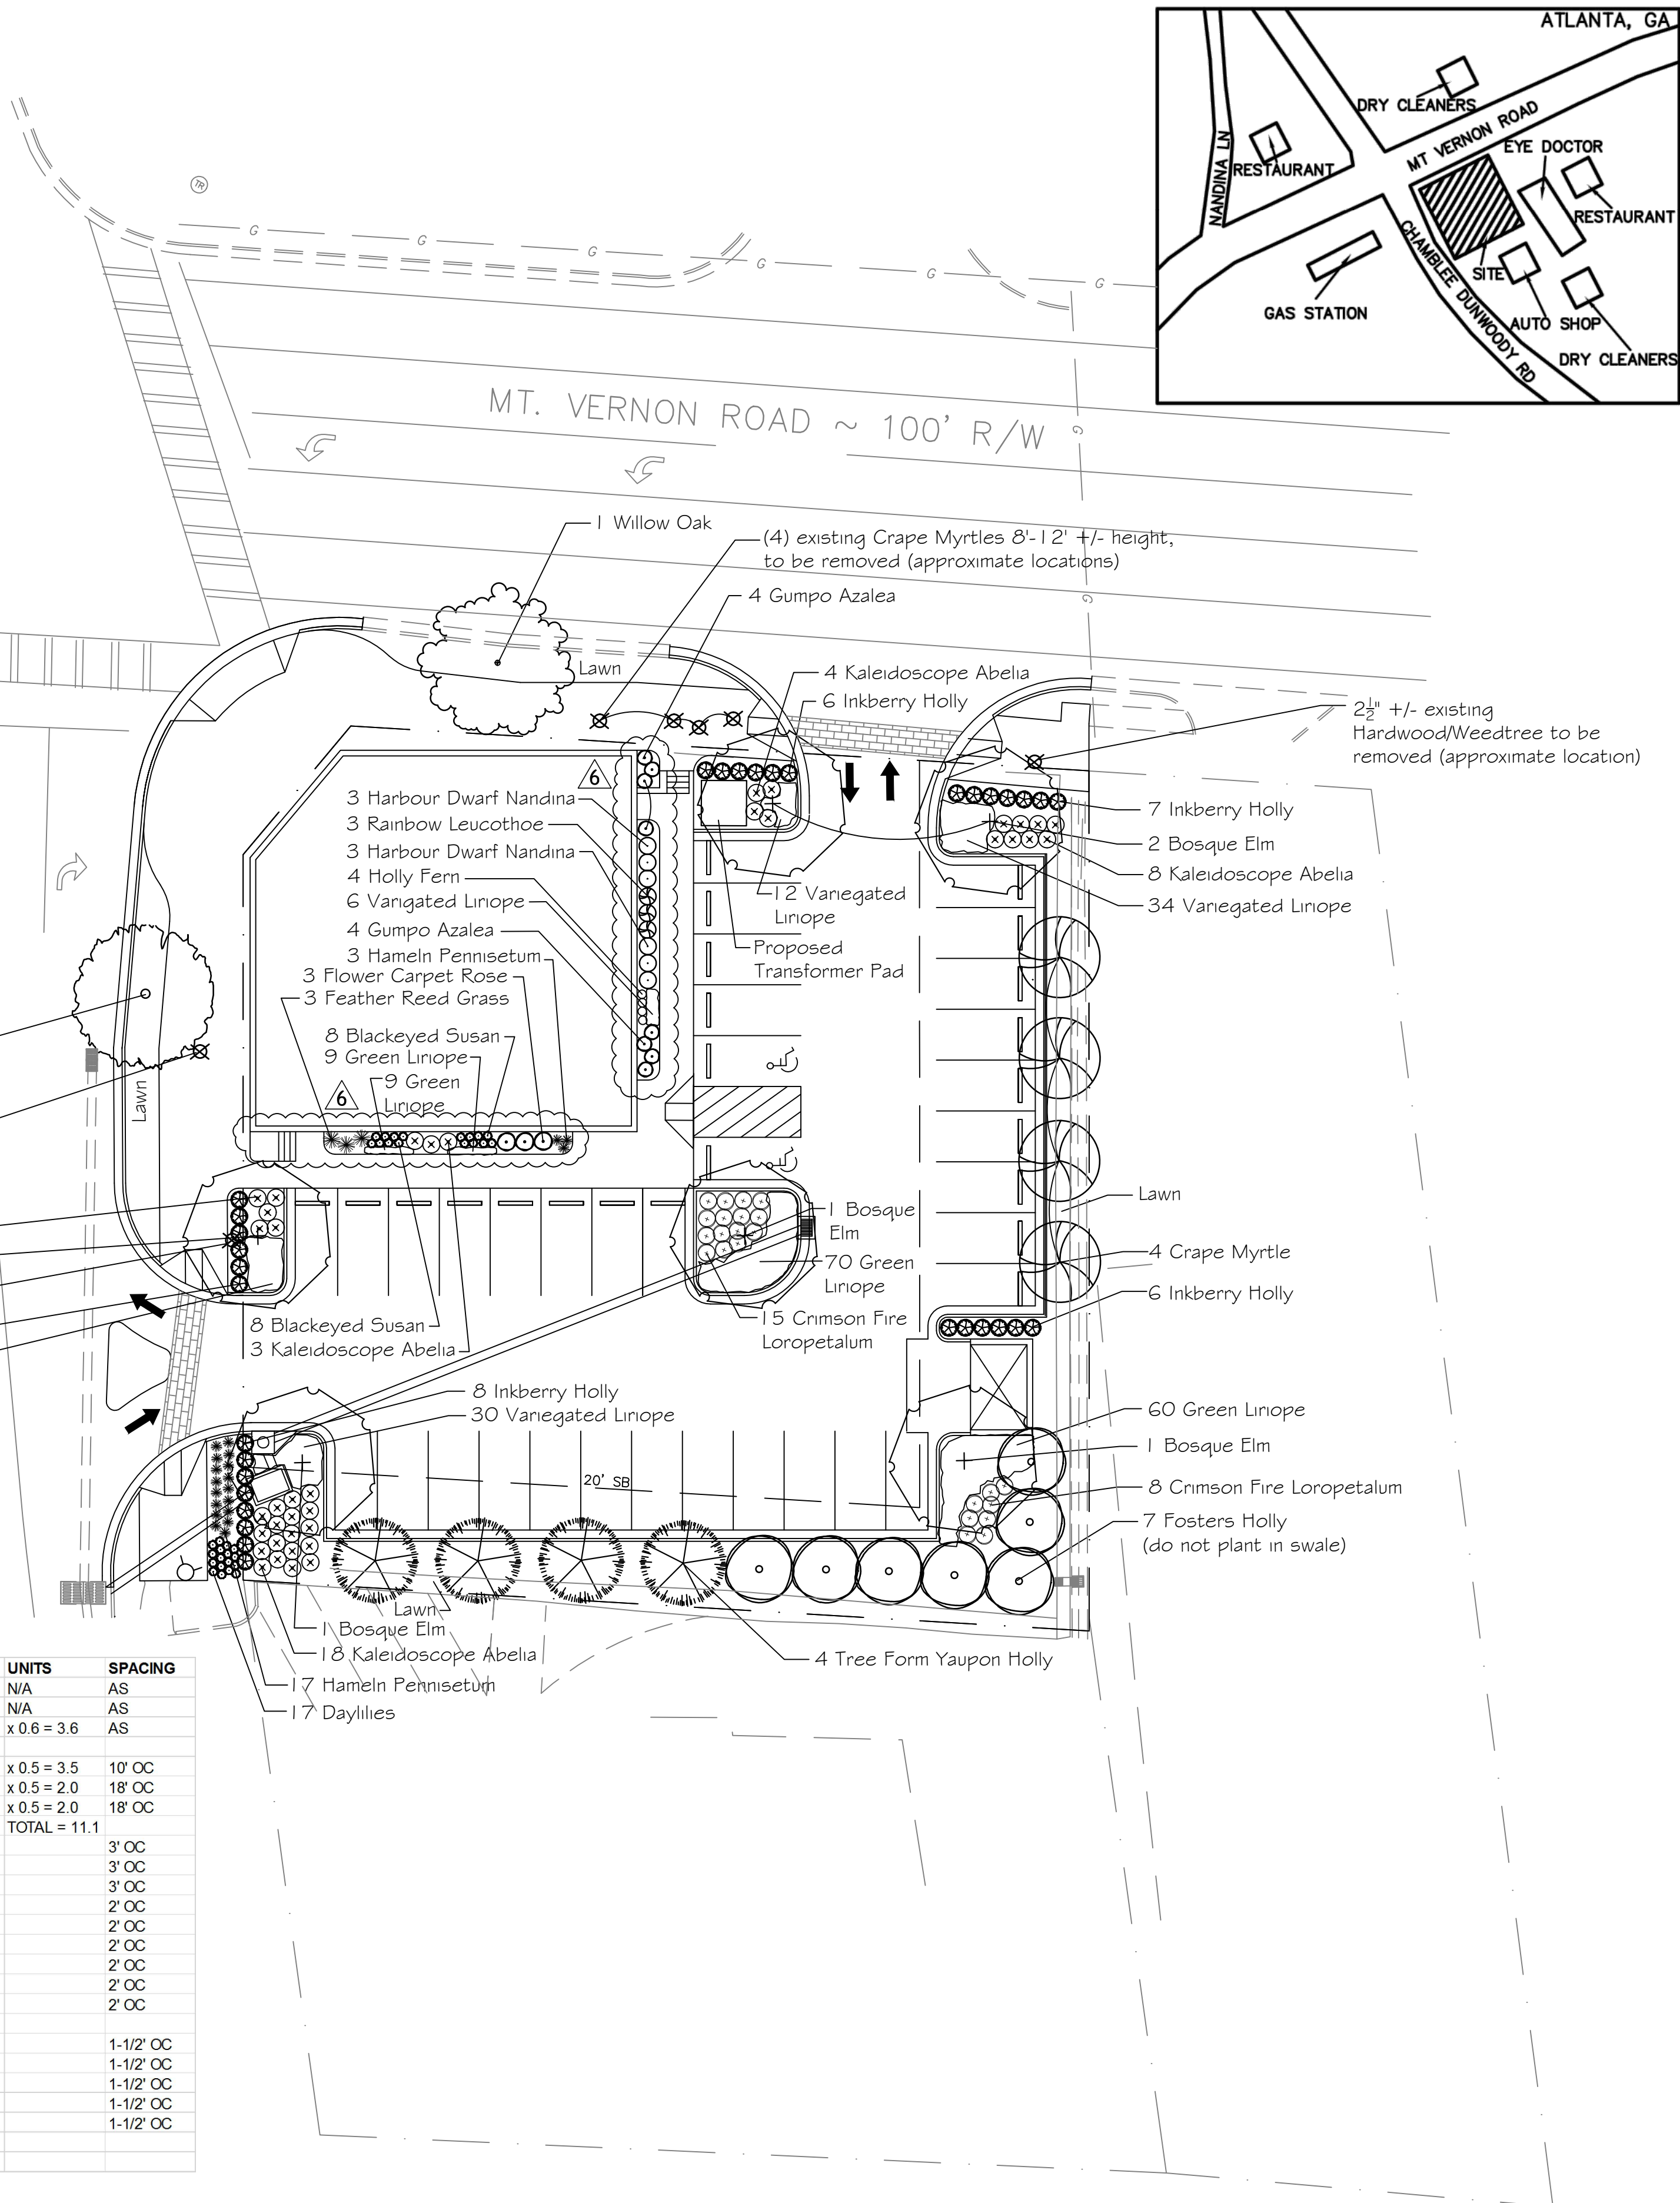 ATLANTA, GA
DRY CLEANERS
MT VERNON ROAD
EYE DOCTOR
NANDINA LN
RESTAURANT
RESTAURANT
CHAMBLEE DUNWOODY RD
SITE
GAS STATION
AUTO SHOP
DRY CLEANERS
TR
G
G
G
G
G
G
MT. VERNON ROAD ~ 100' R/W
G
G
1 Willow Oak
(4) existing Crape Myrtles 8'-12' +/- height,
to be removed (approximate locations)
4 Gumpo Azalea
Lawn
4 Kaleidoscope Abelia
6 Inkberry Holly
2½" +/- existing
Hardwood/Weedtree to be
removed (approximate location)
6
3 Harbour Dwarf Nandina
3 Rainbow Leucothoe
3 Harbour Dwarf Nandina
4 Holly Fern
6 Varigated Liriope
4 Gumpo Azalea
3 Hameln Pennisetum
3 Flower Carpet Rose
3 Feather Reed Grass
8 Blackeyed Susan
9 Green Liriope
9 Green
Liriope
6
12 Variegated
Liriope
Proposed
Transformer Pad
7 Inkberry Holly
2 Bosque Elm
8 Kaleidoscope Abelia
34 Variegated Liriope
Lawn
Lawn
1 Bosque
Elm
70 Green
Liriope
15 Crimson Fire
Loropetalum
4 Crape Myrtle
6 Inkberry Holly
8 Blackeyed Susan
3 Kaleidoscope Abelia
8 Inkberry Holly
30 Variegated Liriope
20' SB
60 Green Liriope
1 Bosque Elm
8 Crimson Fire Loropetalum
7 Fosters Holly
(do not plant in swale)
Lawn
1 Bosque Elm
18 Kaleidoscope Abelia
17 Hameln Pennisetum
17 Daylilies
4 Tree Form Yaupon Holly
UNITS SPACING
N/A AS
N/A AS
x 0.6 = 3.6 AS
x 0.5 = 3.5 10' OC
x 0.5 = 2.0 18' OC
x 0.5 = 2.0 18' OC
TOTAL = 11.1
3' OC
3' OC
3' OC
2' OC
2' OC
2' OC
2' OC
2' OC
2' OC
1-1/2' OC
1-1/2' OC
1-1/2' OC
1-1/2' OC
1-1/2' OC